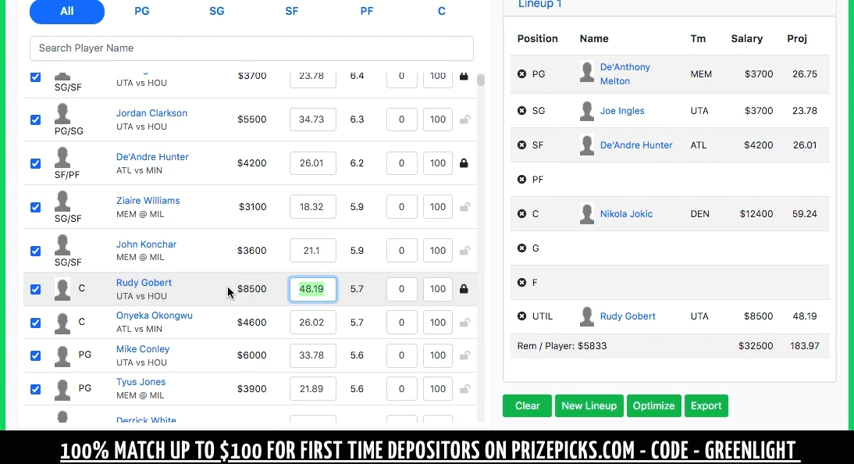 All PG SG SF PF C
Search Player Name
SG/SF UTA vs HOU $3700 23.78 6.4 0 100
Jordan Clarkson
PG/SG UTA vs HOU $5500 34.73 6.3 0 100
De'Andre Hunter
SF/PF ATL vs MIN $4200 26.01 6.2 0 100
Ziaire Williams
SG/SF MEM @ MIL $3100 18.32 5.9 0 100
John Konchar
SG/SF MEM @ MIL $3600 21.1 5.9 0 100
C Rudy Gobert
UTA vs HOU $8500 48.19 5.7 0 100
C Onyeka Okongwu
ATL vs MIN $4600 26.02 5.7 0 100
PG Mike Conley
UTA vs HOU $6000 33.78 5.6 0 100
PG Tyus Jones
MEM @ MIL $3900 21.89 5.6 0 100
Derrick White
Lineup 1
Position Name Tm Salary Proj
PG De'Anthony Melton MEM $3700 26.75
SG Joe Ingles UTA $3700 23.78
SF De'Andre Hunter ATL $4200 26.01
PF
C Nikola Jokic DEN $12400 59.24
G
F
UTIL Rudy Gobert UTA $8500 48.19
Rem / Player: $5833 $32500 183.97
Clear New Lineup Optimize Export
100% MATCH UP TO $100 FOR FIRST TIME DEPOSITORS ON PRIZEPICKS.COM - CODE - GREENLIGHT